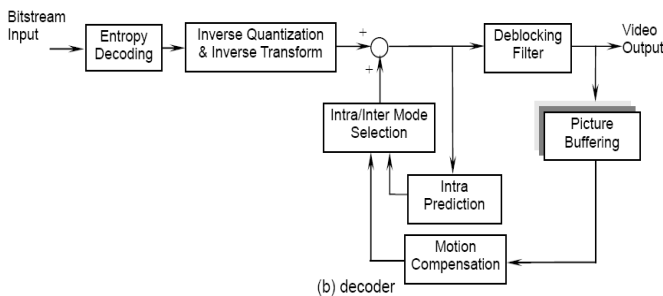 Bitstream
Input
Entropy
Decoding
Inverse Quantization
& Inverse Transform
+
+
Deblocking
Filter
Video
Output
Intra/Inter Mode
Selection
Picture
Buffering
Intra
Prediction
Motion
Compensation
(b) decoder